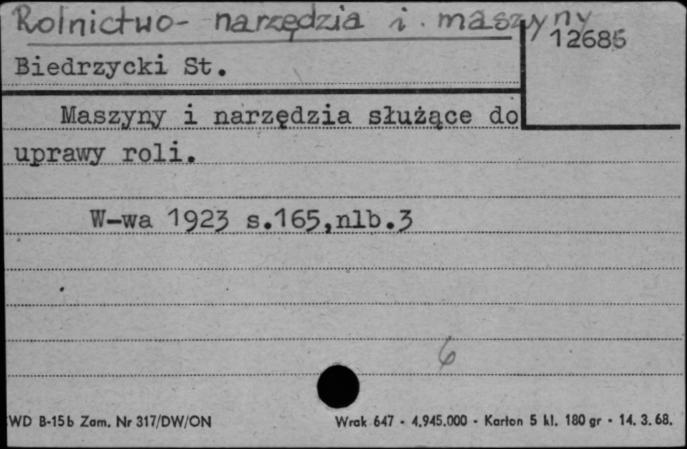 Rolnictwo- narzędzia i maszyny
12685
Biedrzycki St.
Maszyny i narzędzia służące do
uprawy roli.
W-wa 1923 s.165,nlb.3
6
WD B-15b Zam. Nr 317/DW/ON
Wrak 647 - 4.945.000 - Karton 5 kl. 180 gr - 14. 3. 68.